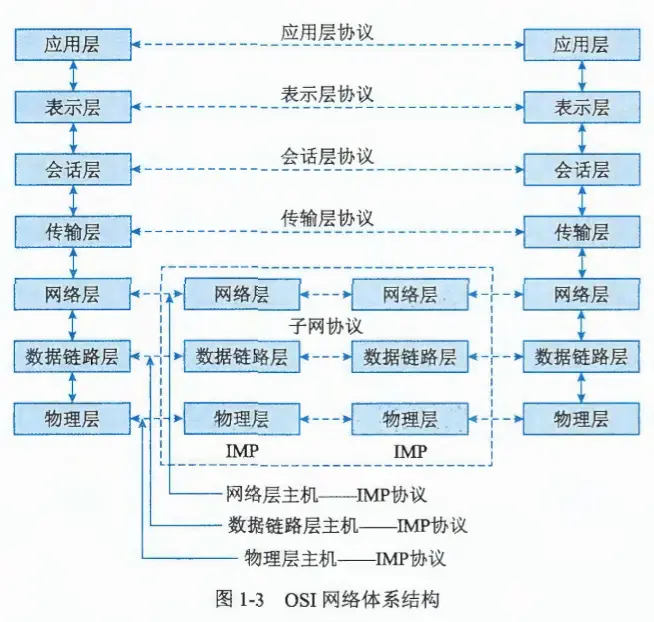 应用层 应用层协议 应用层
表示层 表示层协议 表示层
会话层 会话层协议 会话层
传输层 传输层协议 传输层
网络层 网络层 网络层 网络层
子网协议
数据链路层 数据链路层 数据链路层 数据链路层
物理层 物理层 物理层 物理层
IMP IMP
网络层主机——IMP协议
数据链路层主机——IMP协议
物理层主机——IMP协议
图 1-3 OSI 网络体系结构